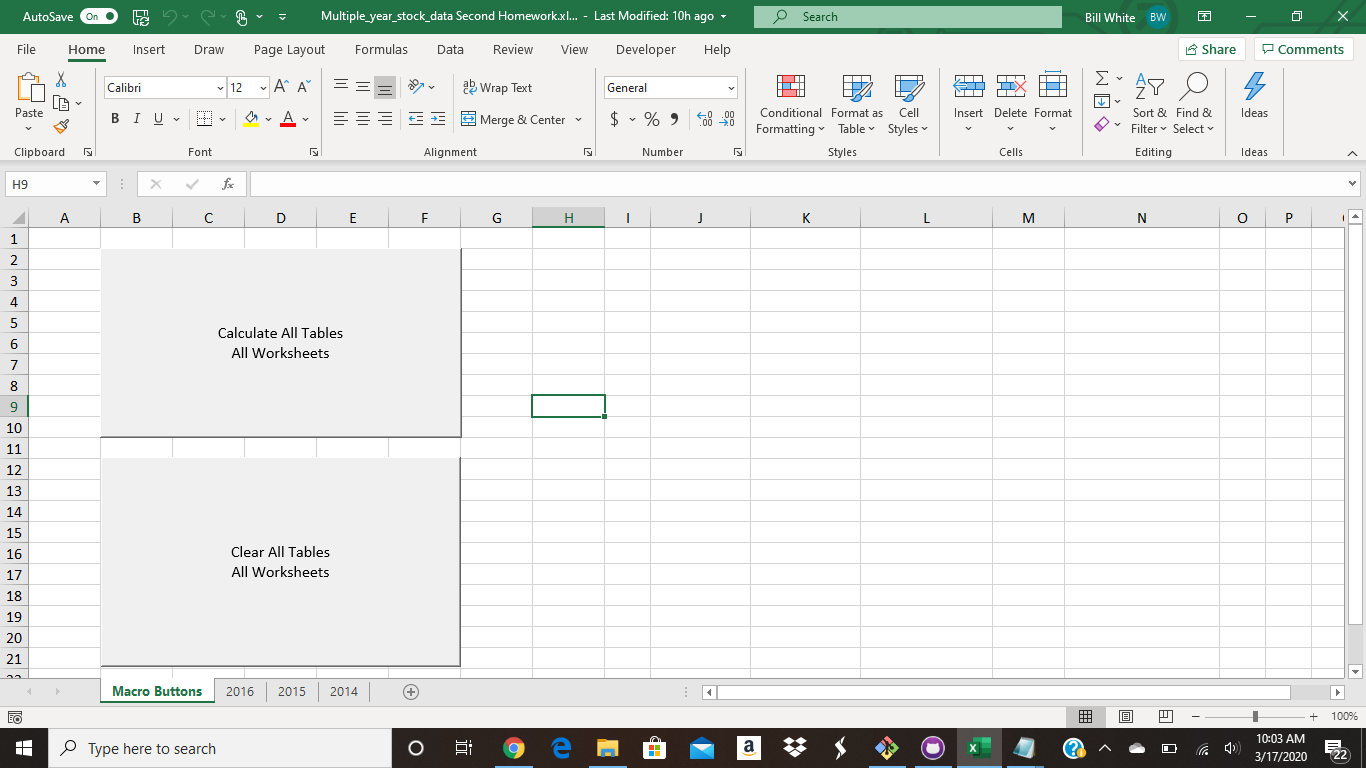 AutoSave On Multiple_year_stock_data Second Homework.xl... - Last Modified: 10h ago Search Bill White BW
File Home Insert Draw Page Layout Formulas Data Review View Developer Help Share Comments
Calibri 12 ab Wrap Text General
Paste B I U A Merge & Center $ % Conditional Formatting Format as Table Cell Styles Insert Delete Format Sort & Filter Find & Select Ideas
Clipboard Font Alignment Number Styles Cells Editing Ideas
H9 fx
A B C D E F G H I J K L M N O P
1
2
3
4
5
Calculate All Tables
6
All Worksheets
7
8
9
10
11
12
13
14
15
16
Clear All Tables
17
All Worksheets
18
19
20
21
Macro Buttons 2016 2015 2014
100%
Type here to search
10:03 AM
3/17/2020
22